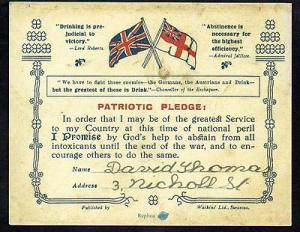 "Drinking is pre-
judicial to
victory."
—Lord Roberts.
"Abstinence is
necessary for
the highest
efficiency."
—Admiral Jellicoe.
"We have to fight three enemies—the Germans, the Austrians and Drink—
but the greatest of these is Drink."—Chancellor of the Exchequer.
PATRIOTIC PLEDGE:
In order that I may be of the greatest Service
to my Country at this time of national peril
I Promise by God's help to abstain from all
intoxicants until the end of the war, and to en-
courage others to do the same.
Name David Thomas
Address 3, Nicholl St
Published by Walters' Ltd., Swansea.
Replica